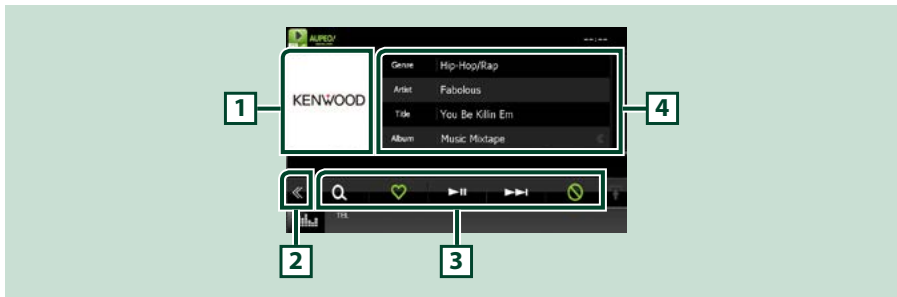 AUPEO!
--:--
KENWOOD
Genre Hip-Hop/Rap
Artist Fabolous
Title You Be Killin Em
Album Music Mixtape
TEL
1
2
3
4